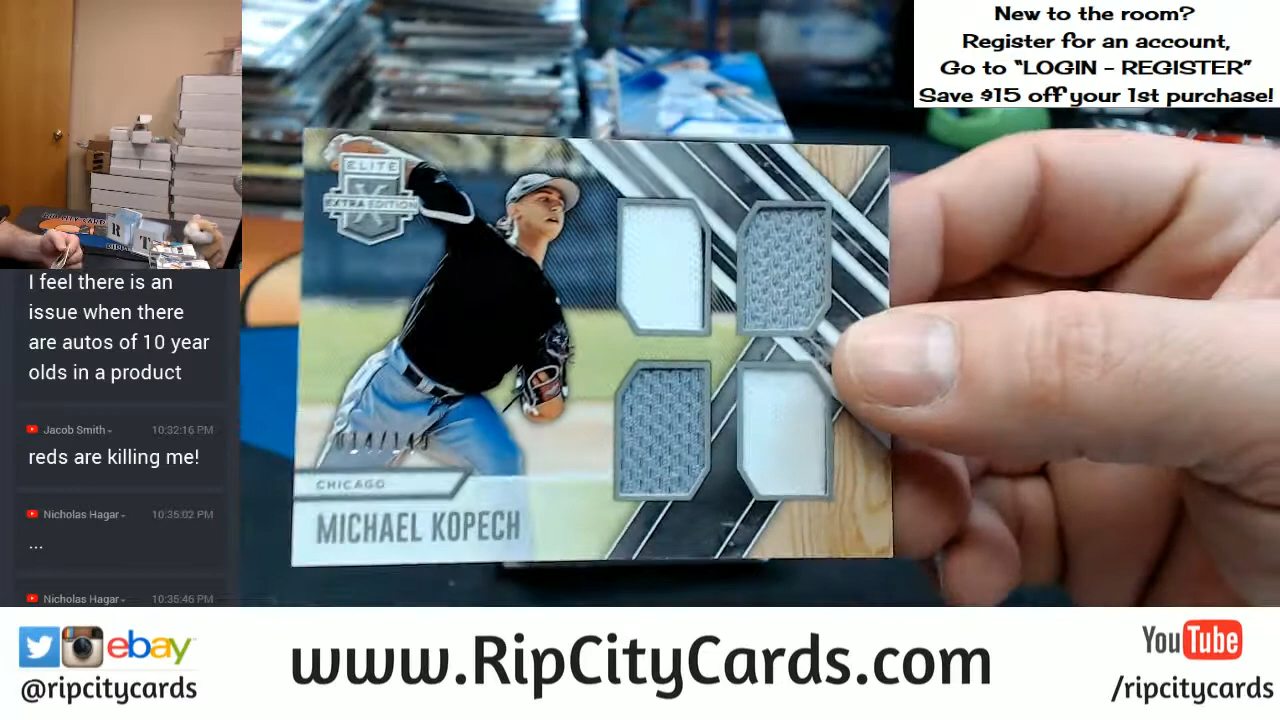 New to the room?
Register for an account,
Go to “LOGIN - REGISTER”
Save $15 off your 1st purchase!
ELITE
X
EXTRA EDITION
014/149
CHICAGO
MICHAEL KOPECH
R T
I feel there is an
issue when there
are autos of 10 year
olds in a product
Jacob Smith 10:32:16 PM
reds are killing me!
Nicholas Hagar 10:35:02 PM
...
Nicholas Hagar 10:35:46 PM
ebay
@ripcitycards
www.RipCityCards.com
YouTube
/ripcitycards